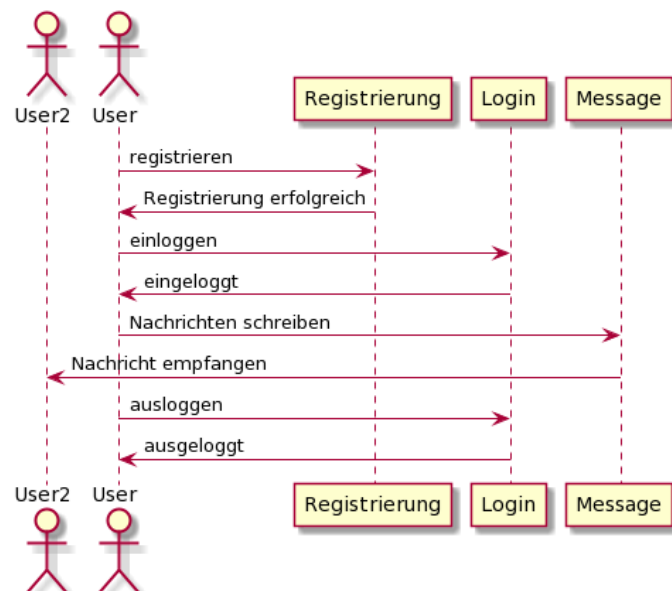 User2 User Registrierung Login Message
registrieren
Registrierung erfolgreich
einloggen
eingeloggt
Nachrichten schreiben
Nachricht empfangen
ausloggen
ausgeloggt
User2 User Registrierung Login Message